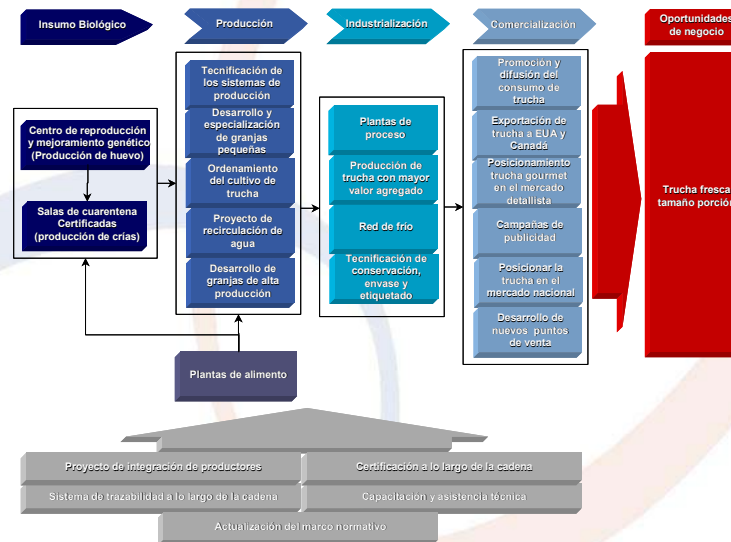 Insumo Biológico
Producción
Industrialización
Comercialización
Oportunidades
de negocio
Centro de reproducción
y mejoramiento genético
(Producción de huevo)
Salas de cuarentena
Certificadas
(producción de crías)
Tecnificación de
los sistemas de
producción
Desarrollo y
especialización
de granjas
pequeñas
Ordenamiento
del cultivo de
trucha
Proyecto de
recirculación de
agua
Desarrollo de
granjas de alta
producción
Plantas de
proceso
Producción de
trucha con mayor
valor agregado
Red de frío
Tecnificación de
conservación,
envase y
etiquetado
Promoción y
difusión del
consumo de
trucha
Exportación de
trucha a EUA y
Canadá
Posicionamiento
trucha gourmet
en el mercado
detallista
Campañas de
publicidad
Posicionar la
trucha en el
mercado nacional
Desarrollo de
nuevos puntos
de venta
Trucha fresca
tamaño porción
Plantas de alimento
Proyecto de integración de productores
Certificación a lo largo de la cadena
Sistema de trazabilidad a lo largo de la cadena
Capacitación y asistencia técnica
Actualización del marco normativo